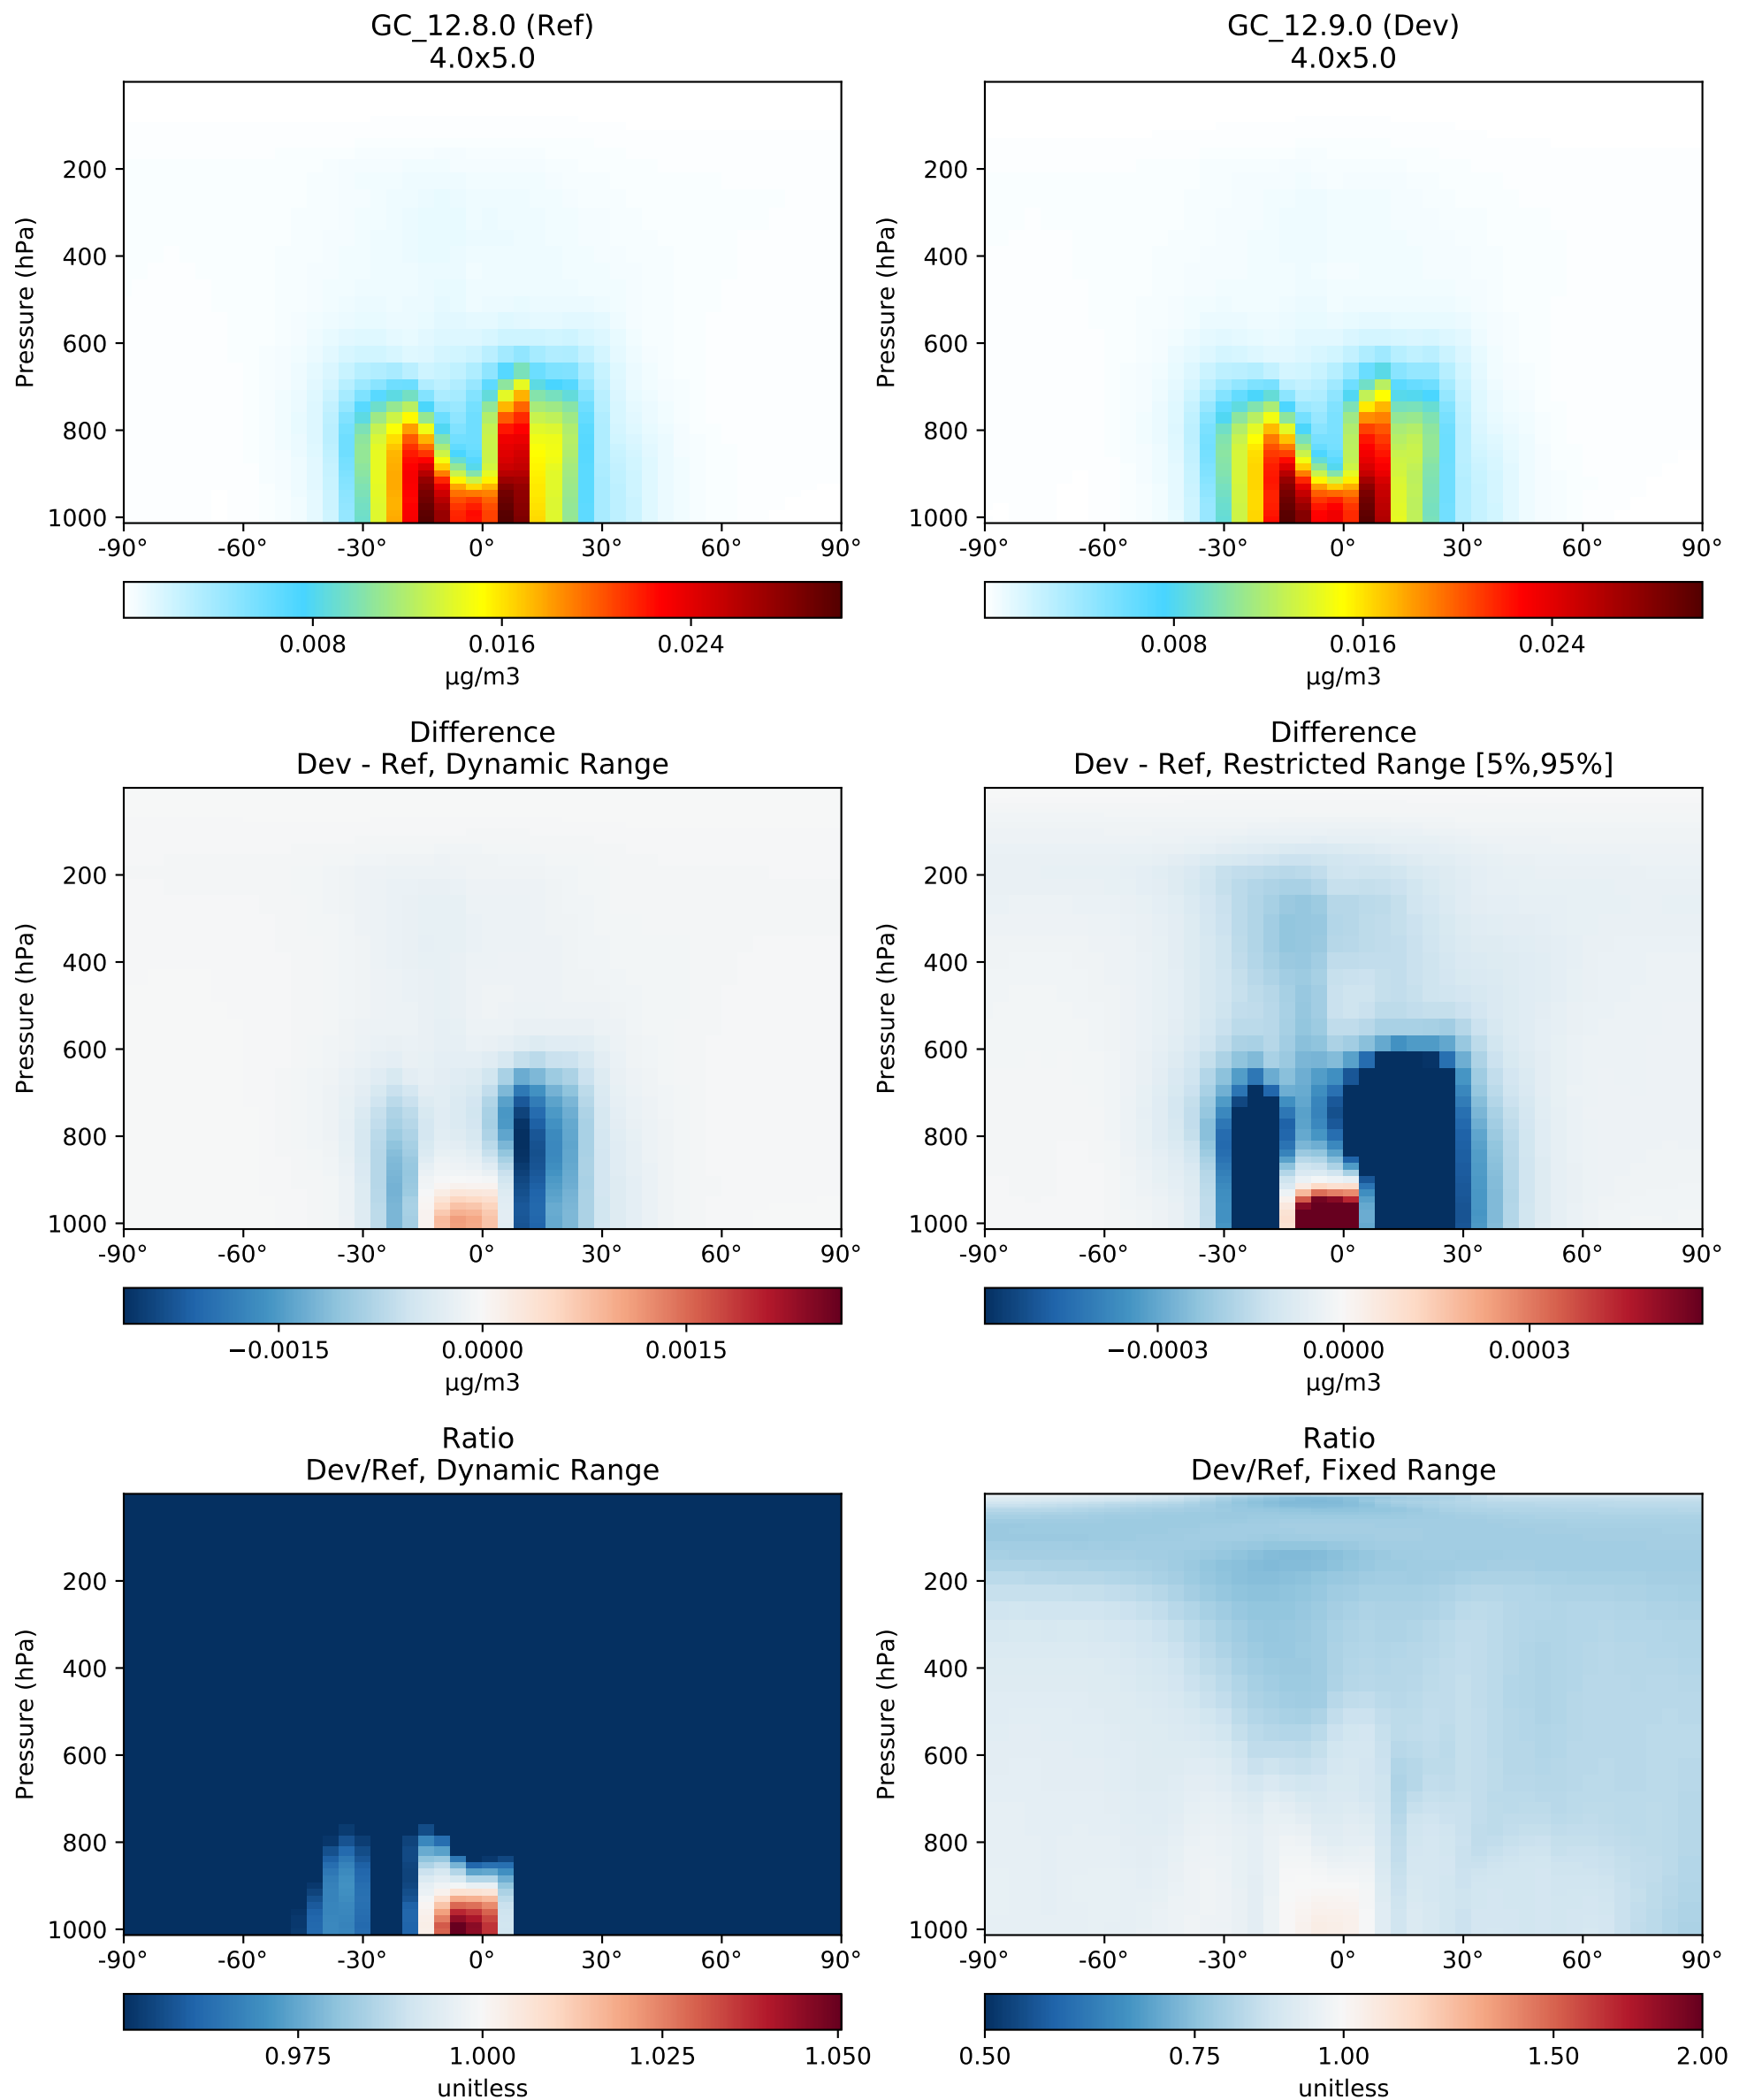 GC_12.8.0 (Ref)
4.0x5.0
Pressure (hPa)
200
400
600
800
1000
-90° -60° -30° 0° 30° 60° 90°
0.008 0.016 0.024
µg/m3
GC_12.9.0 (Dev)
4.0x5.0
Pressure (hPa)
200
400
600
800
1000
-90° -60° -30° 0° 30° 60° 90°
0.008 0.016 0.024
µg/m3
Difference
Dev - Ref, Dynamic Range
Pressure (hPa)
200
400
600
800
1000
-90° -60° -30° 0° 30° 60° 90°
−0.0015 0.0000 0.0015
µg/m3
Difference
Dev - Ref, Restricted Range [5%,95%]
Pressure (hPa)
200
400
600
800
1000
-90° -60° -30° 0° 30° 60° 90°
−0.0003 0.0000 0.0003
µg/m3
Ratio
Dev/Ref, Dynamic Range
Pressure (hPa)
200
400
600
800
1000
-90° -60° -30° 0° 30° 60° 90°
0.975 1.000 1.025 1.050
unitless
Ratio
Dev/Ref, Fixed Range
Pressure (hPa)
200
400
600
800
1000
-90° -60° -30° 0° 30° 60° 90°
0.50 0.75 1.00 1.50 2.00
unitless